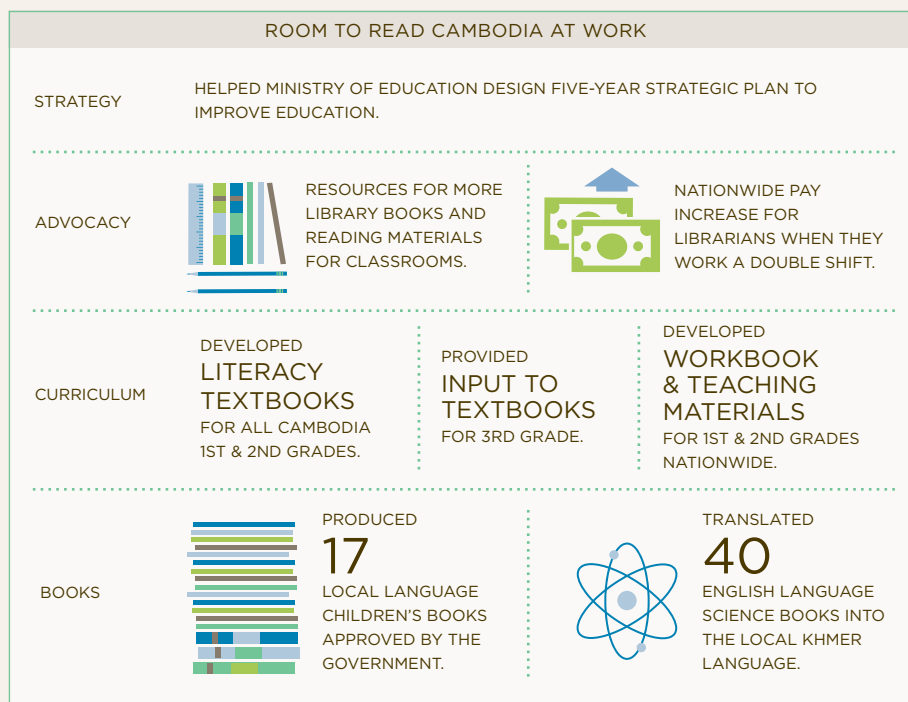 ROOM TO READ CAMBODIA AT WORK
STRATEGY
HELPED MINISTRY OF EDUCATION DESIGN FIVE-YEAR STRATEGIC PLAN TO
IMPROVE EDUCATION.
ADVOCACY
RESOURCES FOR MORE
LIBRARY BOOKS AND
READING MATERIALS
FOR CLASSROOMS.
NATIONWIDE PAY
INCREASE FOR
LIBRARIANS WHEN THEY
WORK A DOUBLE SHIFT.
CURRICULUM
DEVELOPED
LITERACY
TEXTBOOKS
FOR ALL CAMBODIA
1ST & 2ND GRADES.
PROVIDED
INPUT TO
TEXTBOOKS
FOR 3RD GRADE.
DEVELOPED
WORKBOOK
& TEACHING
MATERIALS
FOR 1ST & 2ND GRADES
NATIONWIDE.
BOOKS
PRODUCED
17
LOCAL LANGUAGE
CHILDREN'S BOOKS
APPROVED BY THE
GOVERNMENT.
TRANSLATED
40
ENGLISH LANGUAGE
SCIENCE BOOKS INTO
THE LOCAL KHMER
LANGUAGE.